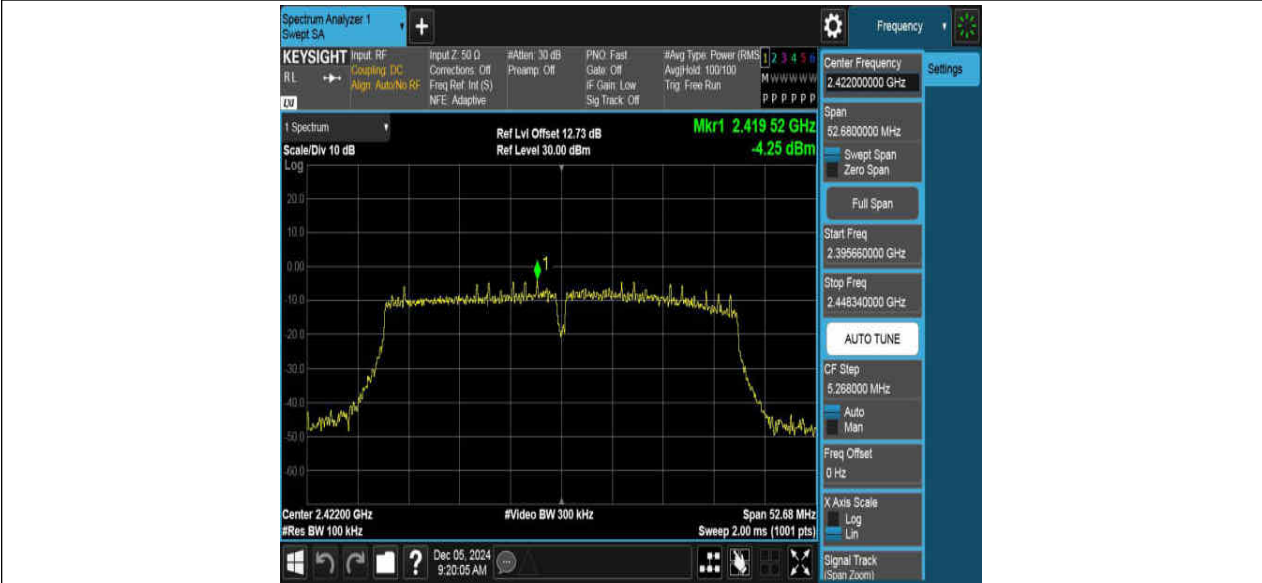 Spectrum Analyzer 1
Swept SA
+
Frequency
KEYSIGHT
RL
LXI
Input: RF
Coupling: DC
Align: Auto/No RF
Input Z: 50 Ω
Corrections: Off
Freq Ref: Int (S)
NFE: Adaptive
#Atten: 30 dB
Preamp: Off
PNO: Fast
Gate: Off
IF Gain: Low
Sig Track: Off
#Avg Type: Power (RMS
Avg|Hold: 100/100
Trig: Free Run
1 2 3 4 5 6
M W W W W W
P P P P P P
1 Spectrum
Scale/Div 10 dB
Log
Ref Lvl Offset 12.73 dB
Ref Level 30.00 dBm
Mkr1 2.419 52 GHz
-4.25 dBm
20.0
10.0
0.00
-10.0
-20.0
-30.0
-40.0
-50.0
-60.0
1
Center 2.42200 GHz
#Res BW 100 kHz
#Video BW 300 kHz
Span 52.68 MHz
Sweep 2.00 ms (1001 pts)
Dec 05, 2024
9:20:05 AM
?
Center Frequency
2.422000000 GHz
Settings
Span
52.6800000 MHz
Swept Span
Zero Span
Full Span
Start Freq
2.395660000 GHz
Stop Freq
2.448340000 GHz
AUTO TUNE
CF Step
5.268000 MHz
Auto
Man
Freq Offset
0 Hz
X Axis Scale
Log
Lin
Signal Track
(Span Zoom)